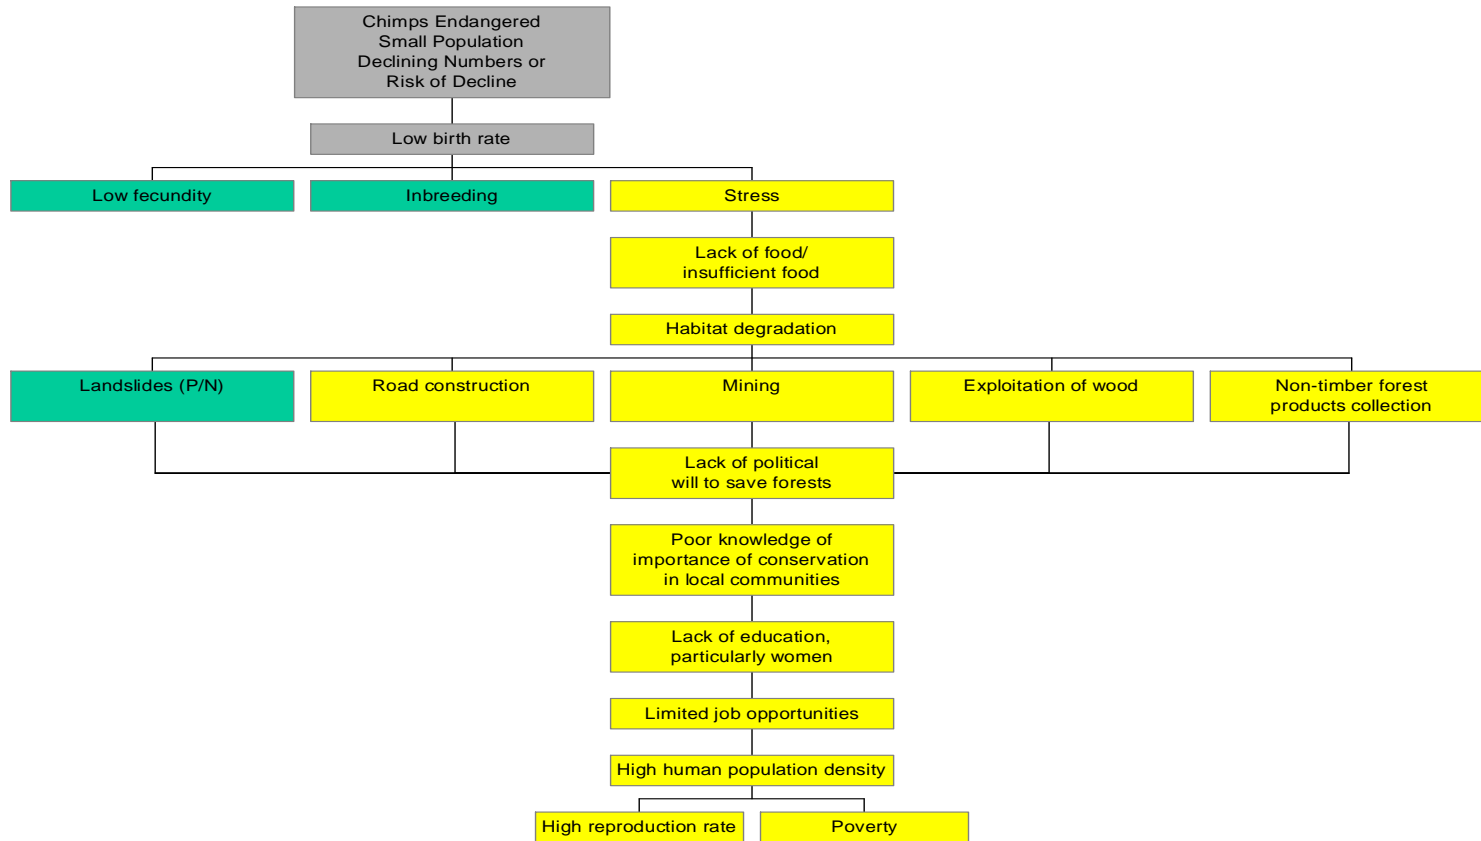 Chimps Endangered
Small Population
Declining Numbers or
Risk of Decline
Low birth rate
Low fecundity
Inbreeding
Stress
Lack of food/
insufficient food
Habitat degradation
Landslides (P/N)
Road construction
Mining
Exploitation of wood
Non-timber forest
products collection
Lack of political
will to save forests
Poor knowledge of
importance of conservation
in local communities
Lack of education,
particularly women
Limited job opportunities
High human population density
High reproduction rate
Poverty